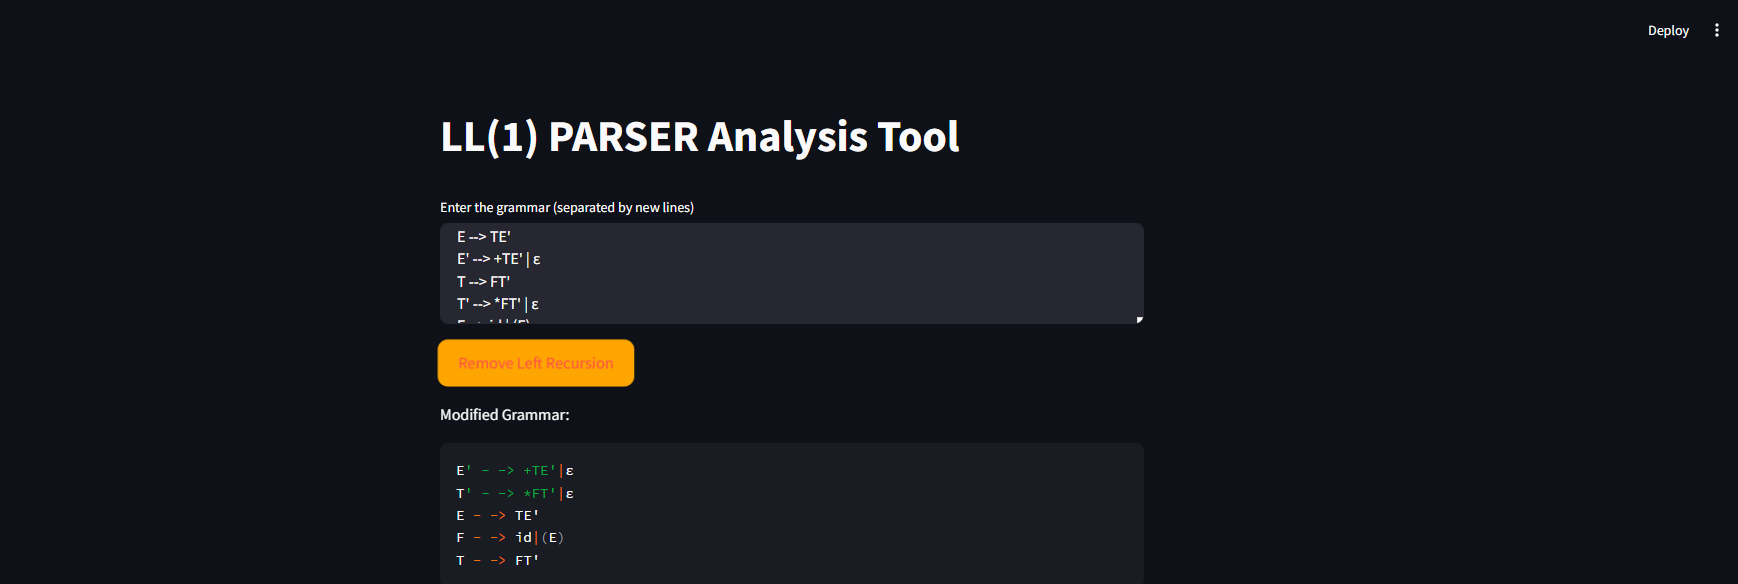 Deploy
LL(1) PARSER Analysis Tool
Enter the grammar (separated by new lines)
E --> TE'
E' --> +TE' | ε
T --> FT'
T' --> *FT' | ε
Remove Left Recursion
Modified Grammar:
E' - -> +TE'|ε
T' - -> *FT'|ε
E - -> TE'
F - -> id|(E)
T - -> FT'